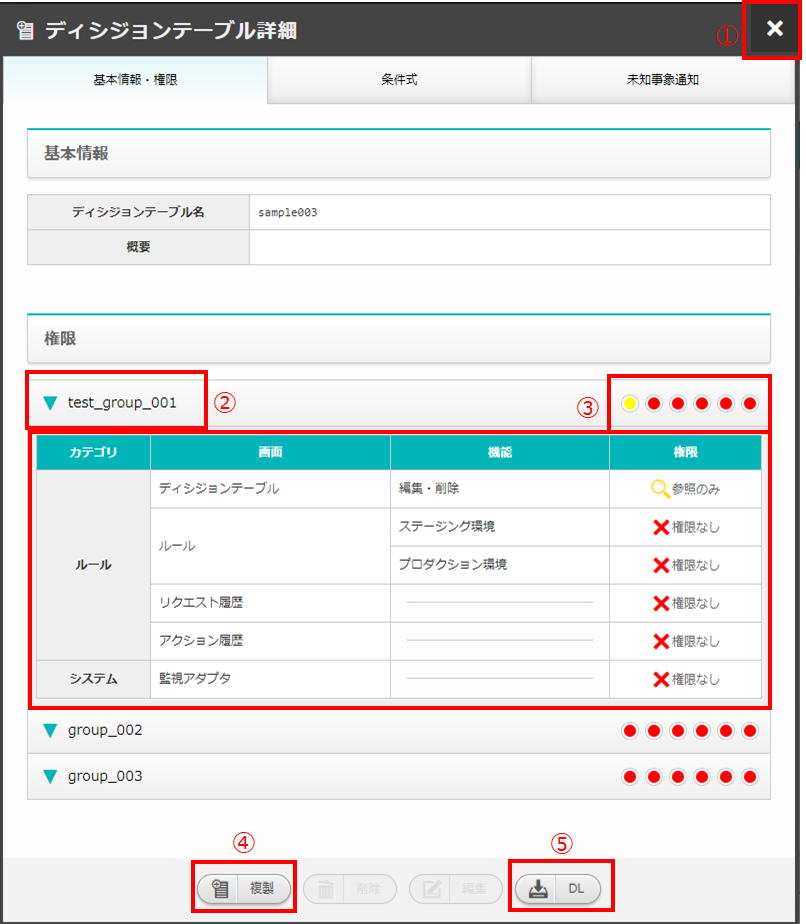 ディシジョンテーブル詳細
①
基本情報・権限 条件式 未知事象通知
基本情報
ディシジョンテーブル名 sample003
概要
権限
test_group_001 ② ③
カテゴリ 画面 機能 権限
ルール ディシジョンテーブル 編集・削除 参照のみ
ルール ステージング環境 権限なし
プロダクション環境 権限なし
リクエスト履歴 権限なし
アクション履歴 権限なし
システム 監視アダプタ 権限なし
group_002
group_003
④ ⑤
複製 削除 編集 DL